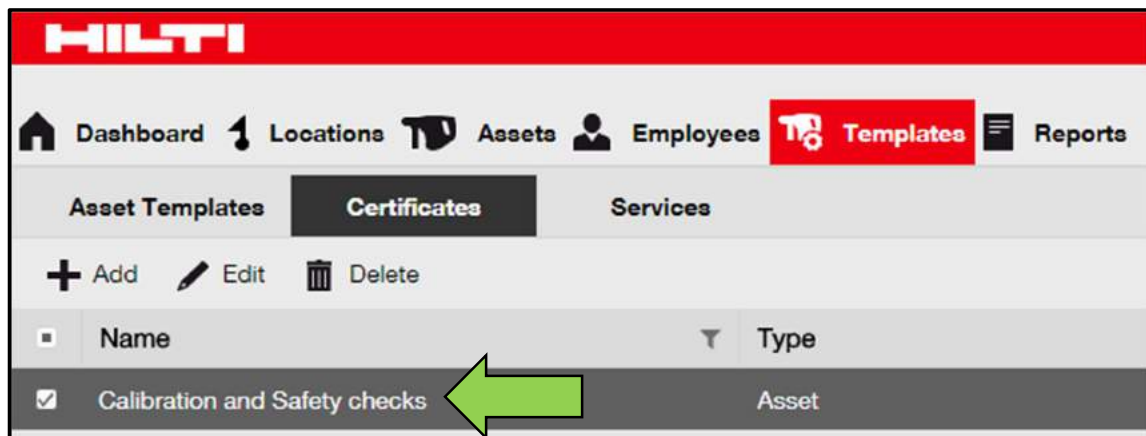 HILTI
Dashboard Locations Assets Employees Templates Reports
Asset Templates Certificates Services
Add Edit Delete
Name Type
Calibration and Safety checks Asset